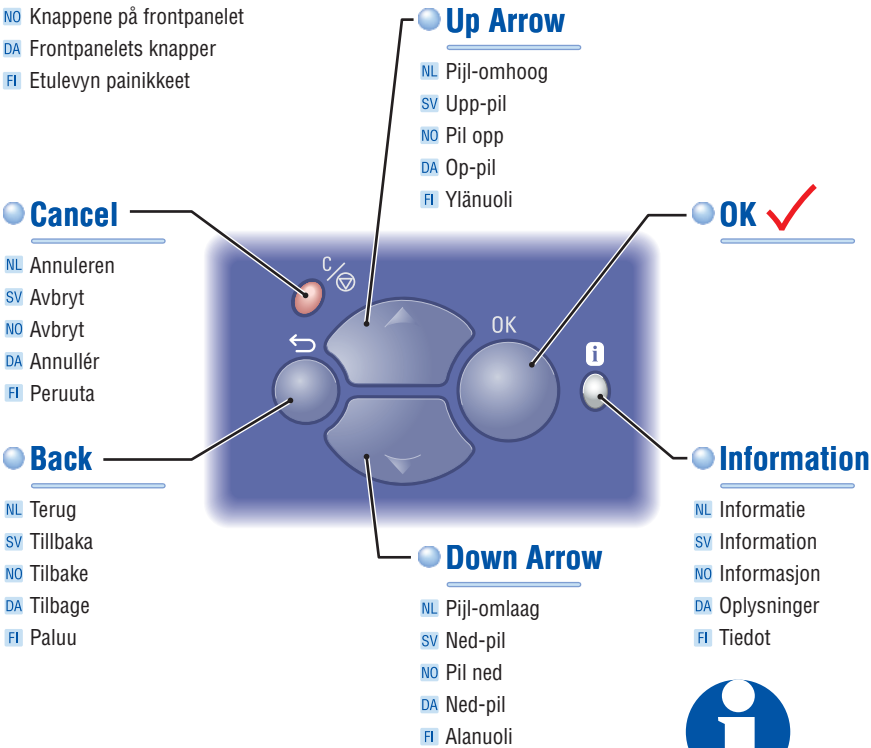 NO Knappene på frontpanelet
DA Frontpanelets knapper
FI Etulevyn painikkeet
Up Arrow
NL Pijl-omhoog
SV Upp-pil
NO Pil opp
DA Op-pil
FI Ylänuoli
Cancel
NL Annuleren
SV Avbryt
NO Avbryt
DA Annullér
FI Peruuta
OK
C/
OK
i
Back
NL Terug
SV Tillbaka
NO Tilbake
DA Tilbage
FI Paluu
Down Arrow
NL Pijl-omlaag
SV Ned-pil
NO Pil ned
DA Ned-pil
FI Alanuoli
Information
NL Informatie
SV Information
NO Informasjon
DA Oplysninger
FI Tiedot
i